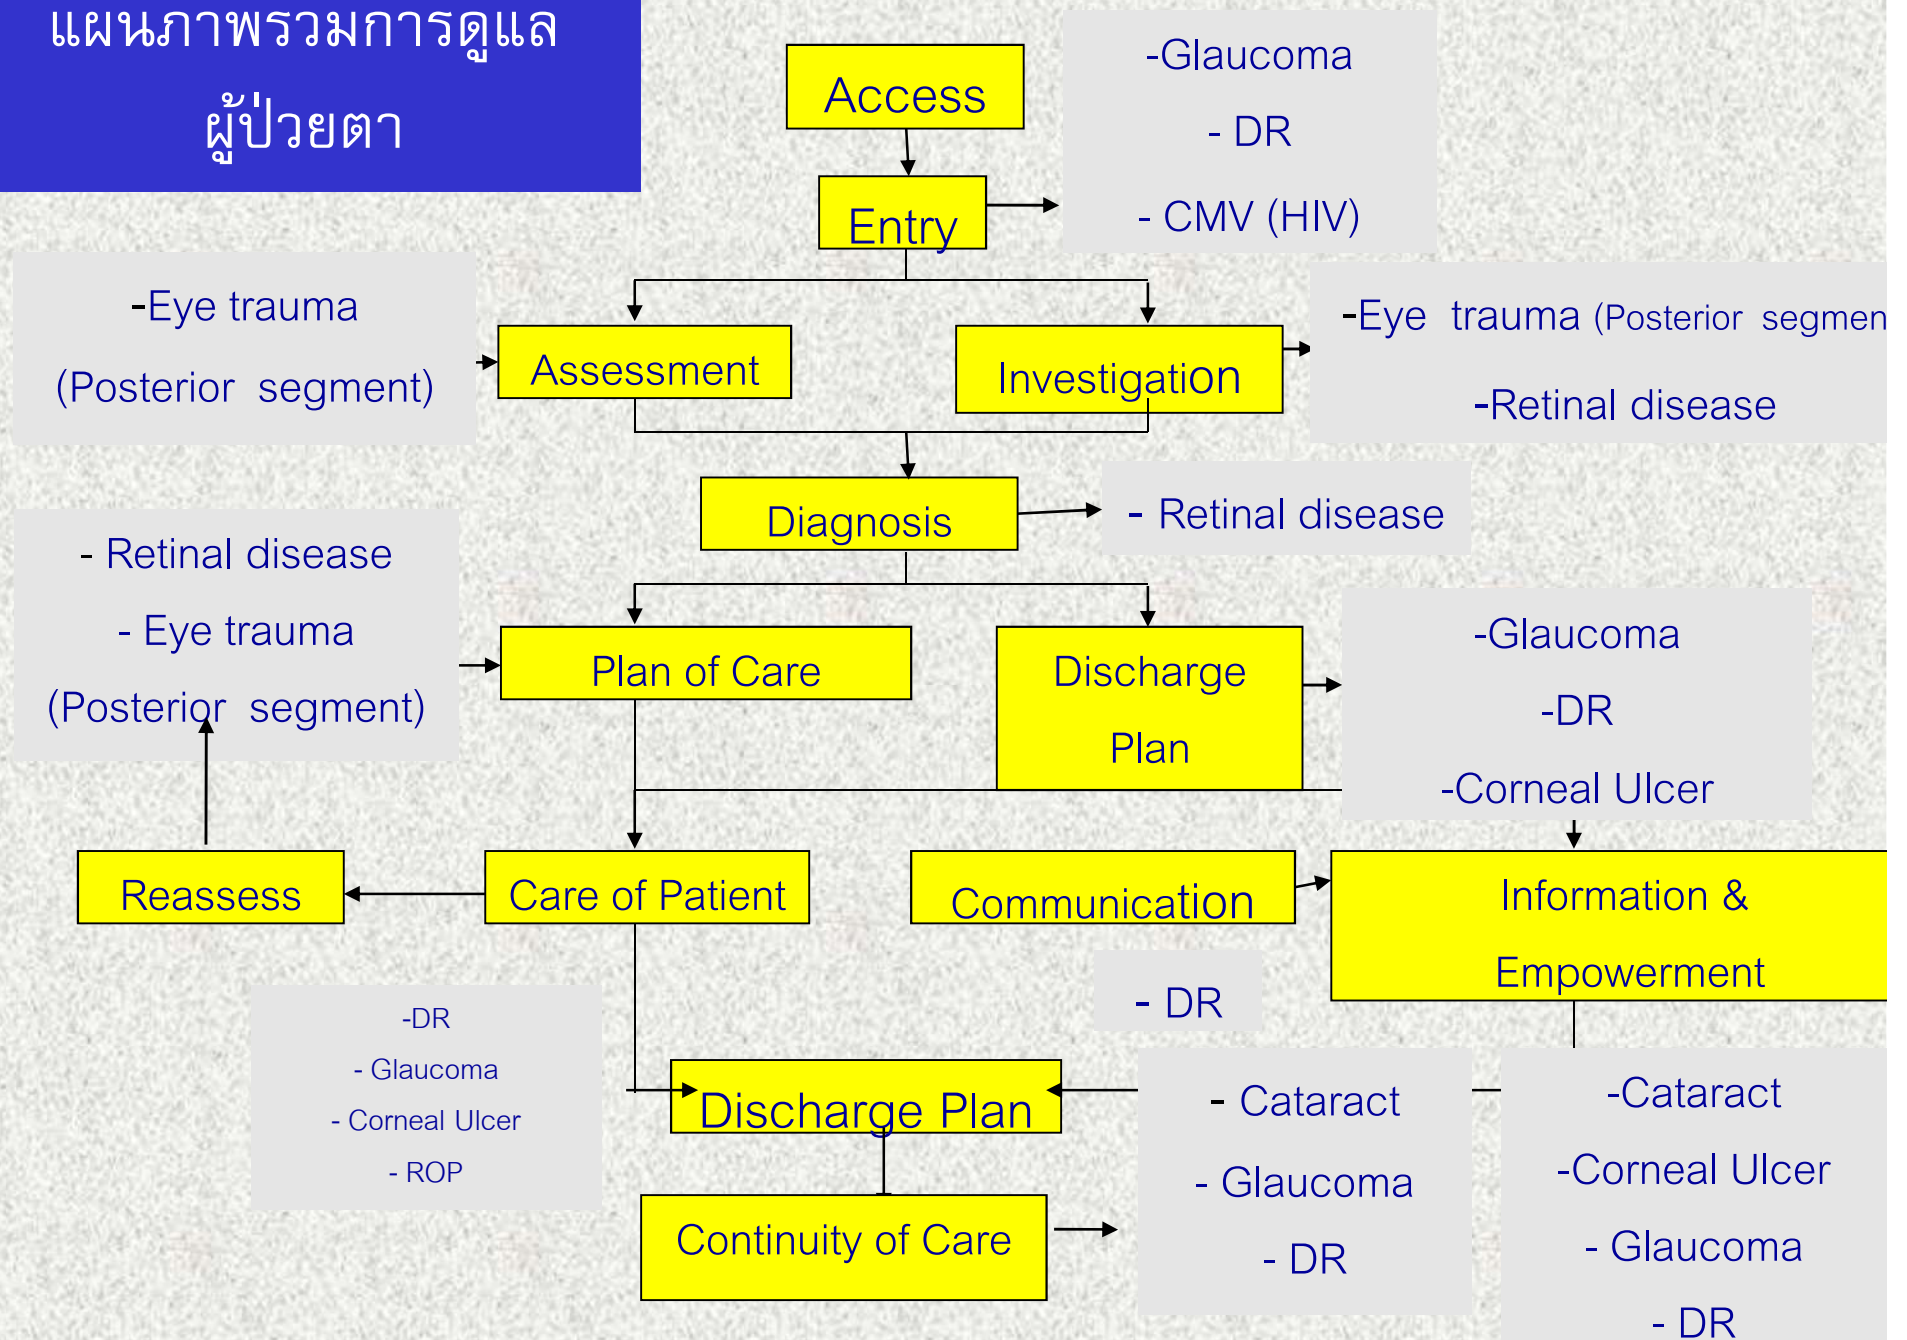 แผนภาพรวมการดูแล
ผู้ป่วยตา
Access
-Glaucoma
- DR
- CMV (HIV)
Entry
-Eye trauma
(Posterior segment)
Assessment
Investigation
-Eye trauma (Posterior segmen
-Retinal disease
Diagnosis
- Retinal disease
- Retinal disease
- Eye trauma
(Posterior segment)
Plan of Care
Discharge
Plan
-Glaucoma
-DR
-Corneal Ulcer
Reassess
Care of Patient
Communication
Information &
Empowerment
- DR
-DR
- Glaucoma
- Corneal Ulcer
- ROP
Discharge Plan
- Cataract
- Glaucoma
- DR
-Cataract
-Corneal Ulcer
- Glaucoma
- DR
Continuity of Care